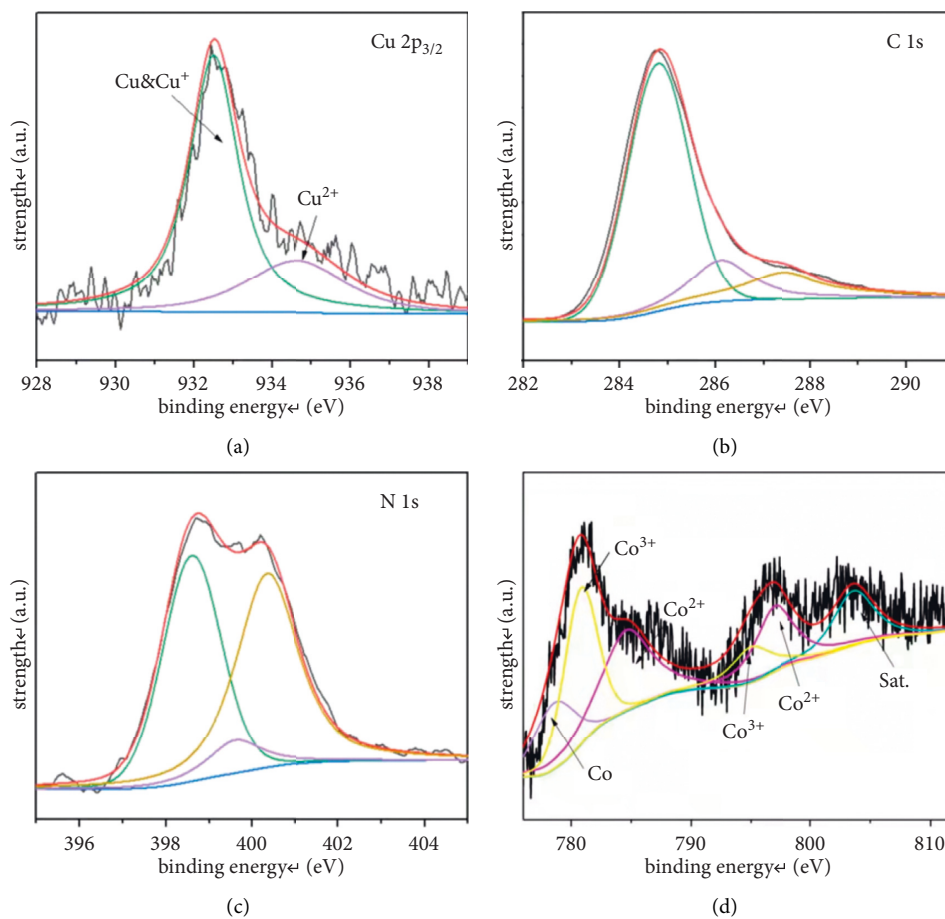 Cu 2p3/2
Cu&Cu+
Cu2+
strength↵ (a.u.)
928 930 932 934 936 938
binding energy↵ (eV)
(a)
C 1s
strength↵ (a.u.)
282 284 286 288 290
binding energy↵ (eV)
(b)
N 1s
strength↵ (a.u.)
396 398 400 402 404
binding energy↵ (eV)
(c)
Co3+
Co2+
Co
Co3+
Co2+
Sat.
strength↵ (a.u.)
780 790 800 810
binding energy↵ (eV)
(d)